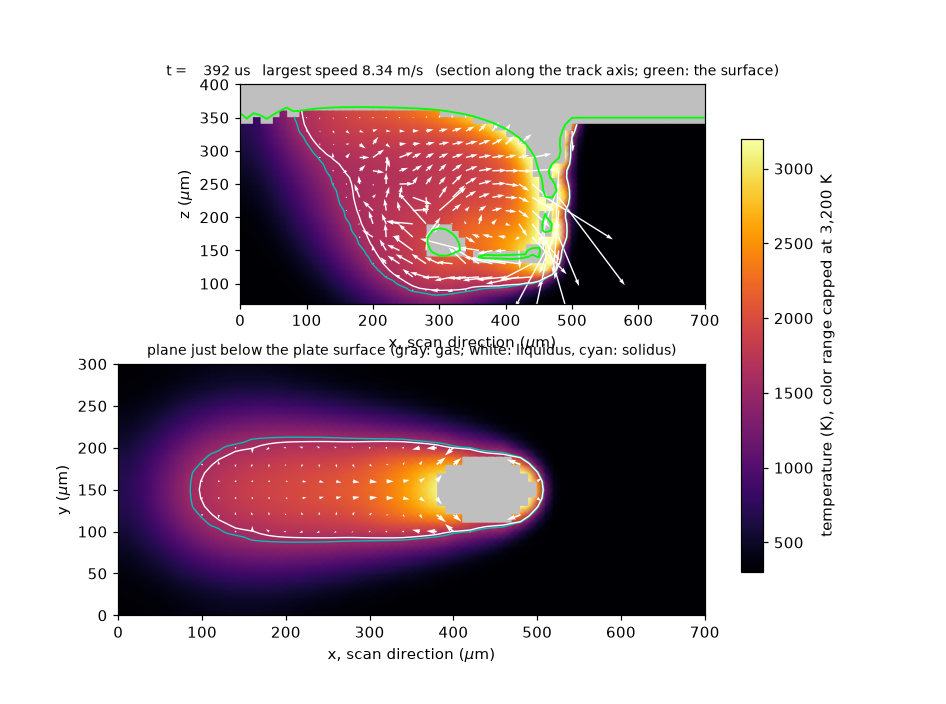 t =    392 us   largest speed 8.34 m/s   (section along the track axis; green: the surface)
400
350
300
250
200
150
100
z (μm)
0 100 200 300 400 500 600 700
x, scan direction (μm)
plane just below the plate surface (gray: gas; white: liquidus, cyan: solidus)
300
250
200
150
100
50
0
y (μm)
0 100 200 300 400 500 600 700
x, scan direction (μm)
3000
2500
2000
1500
1000
500
temperature (K), color range capped at 3,200 K